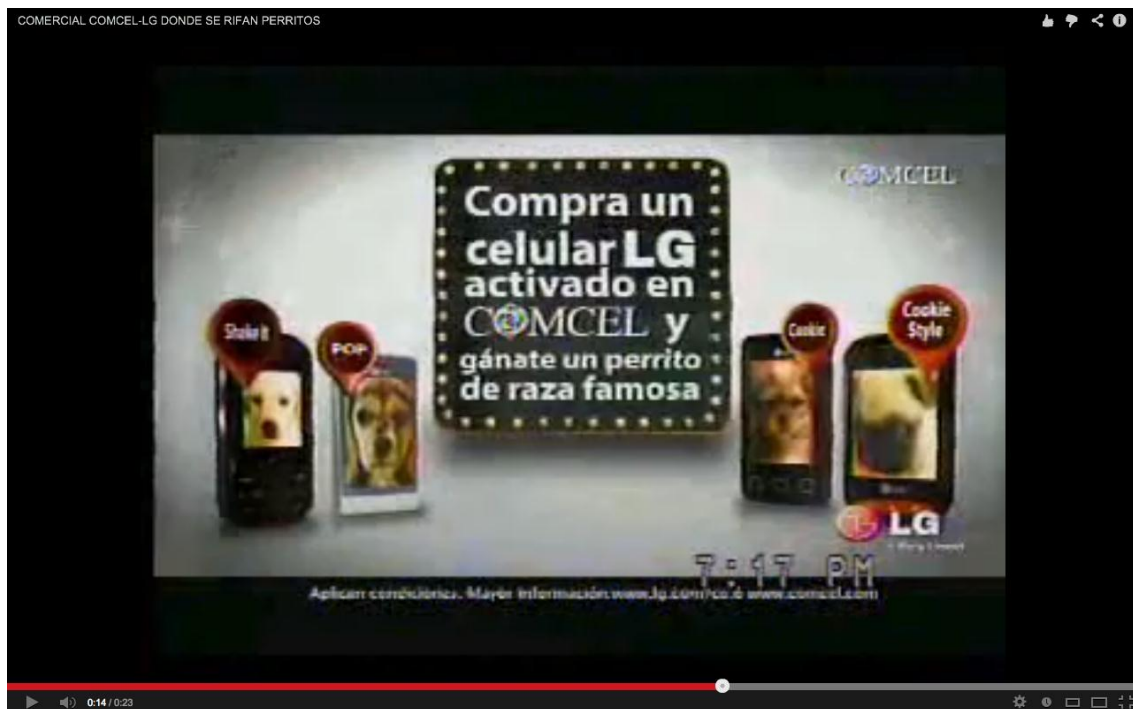 COMERCIAL COMCEL-LG DONDE SE RIFAN PERRITOS
COMCEL
Compra un
celular LG
activado en
COMCEL y
gánate un perrito
de raza famosa
Shake it
POP
Cookie
Cookie
Style
LG
7:17 PM
Aplican condiciones. Mayor información www.lg.com/co ó www.comcel.com
0:14 / 0:23